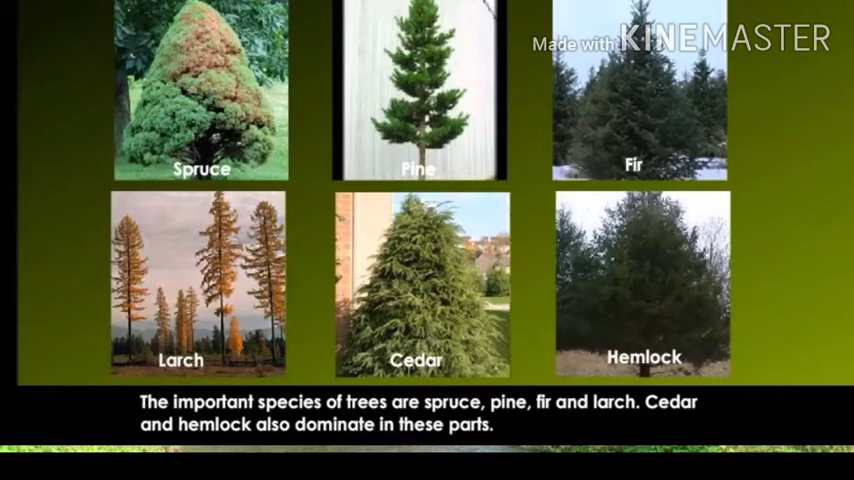 Made with KINEMASTER
Spruce
Pine
Fir
Larch
Cedar
Hemlock
The important species of trees are spruce, pine, fir and larch. Cedar
and hemlock also dominate in these parts.